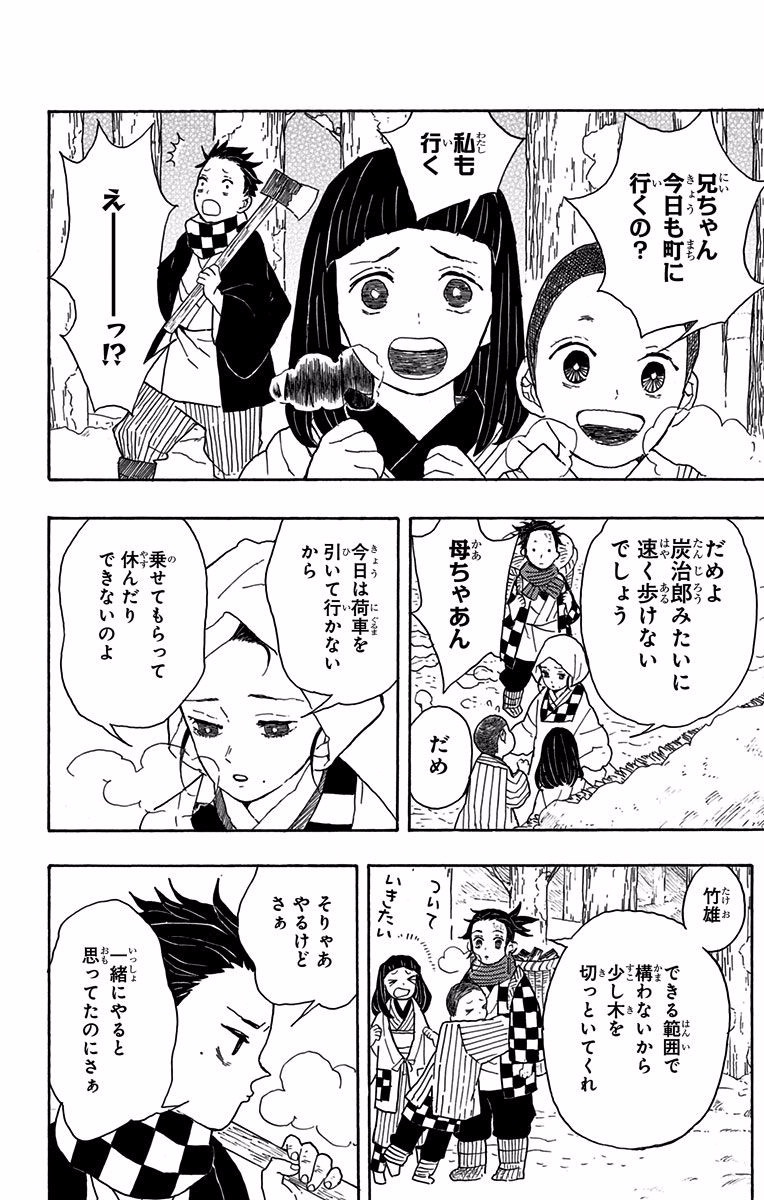 兄ちゃん
今日も町に
行くの？
私も
行く
えーーーっ!?
だめよ
炭治郎みたいに
速く歩けない
でしょう
母ちゃあん
だめ
今日は荷車を
引いて行かない
から
乗せてもらって
休んだり
できないのよ
竹雄
できる範囲で
構わないから
少し木を
切っといてくれ
ついて
いきたい
そりゃあ
やるけど
さぁ
一緒にやると
思ってたのにさぁ